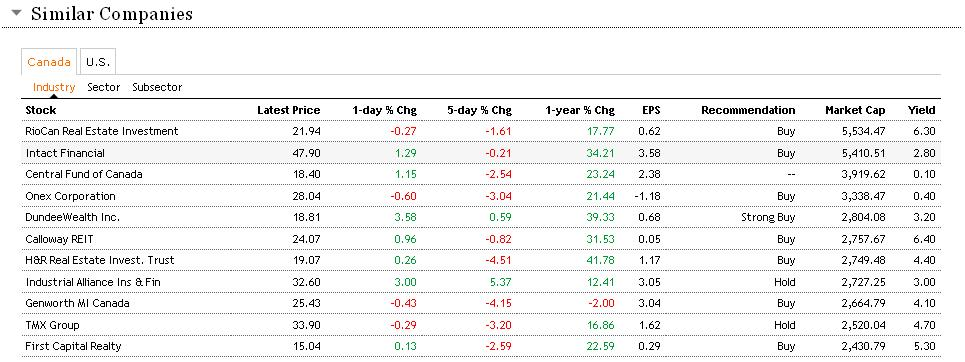 Similar Companies
Canada U.S.
Industry Sector Subsector
Stock Latest Price 1-day % Chg 5-day % Chg 1-year % Chg EPS Recommendation Market Cap Yield
RioCan Real Estate Investment 21.94 -0.27 -1.61 17.77 0.62 Buy 5,534.47 6.30
Intact Financial 47.90 1.29 -0.21 34.21 3.58 Buy 5,410.51 2.80
Central Fund of Canada 18.40 1.15 -2.54 23.24 2.38 -- 3,919.62 0.10
Onex Corporation 28.04 -0.60 -3.04 21.44 -1.18 Buy 3,338.47 0.40
DundeeWealth Inc. 18.81 3.58 0.59 39.33 0.68 Strong Buy 2,804.08 3.20
Calloway REIT 24.07 0.96 -0.82 31.53 0.05 Buy 2,757.67 6.40
H&R Real Estate Invest. Trust 19.07 0.26 -4.51 41.78 1.17 Buy 2,749.48 4.40
Industrial Alliance Ins & Fin 32.60 3.00 5.37 12.41 3.05 Hold 2,727.25 3.00
Genworth MI Canada 25.43 -0.43 -4.15 -2.00 3.04 Buy 2,664.79 4.10
TMX Group 33.90 -0.29 -3.20 16.86 1.62 Hold 2,520.04 4.70
First Capital Realty 15.04 0.13 -2.59 22.59 0.29 Buy 2,430.79 5.30